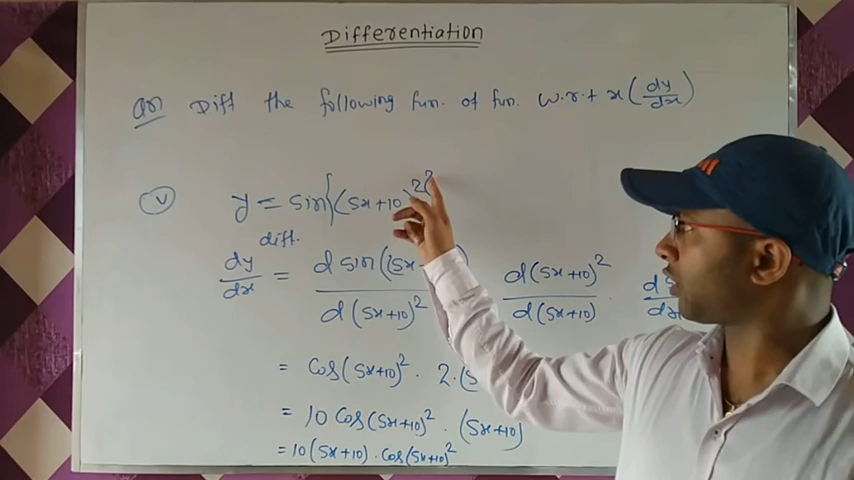 Differentiation
Qn Diff the following fun. of fun. w.r.t x (dy/dx)
(v) y = sin{(5x+10)²}
diff.
dy/dx = d sin(5x / d(5x+10)² d(5x+10)² / d(5x+10) . d / dx
= Cos(5x+10)² . 2.(5
= 10 Cos(5x+10)² . (5x+10)
= 10(5x+10) . Cos(5x+10)²